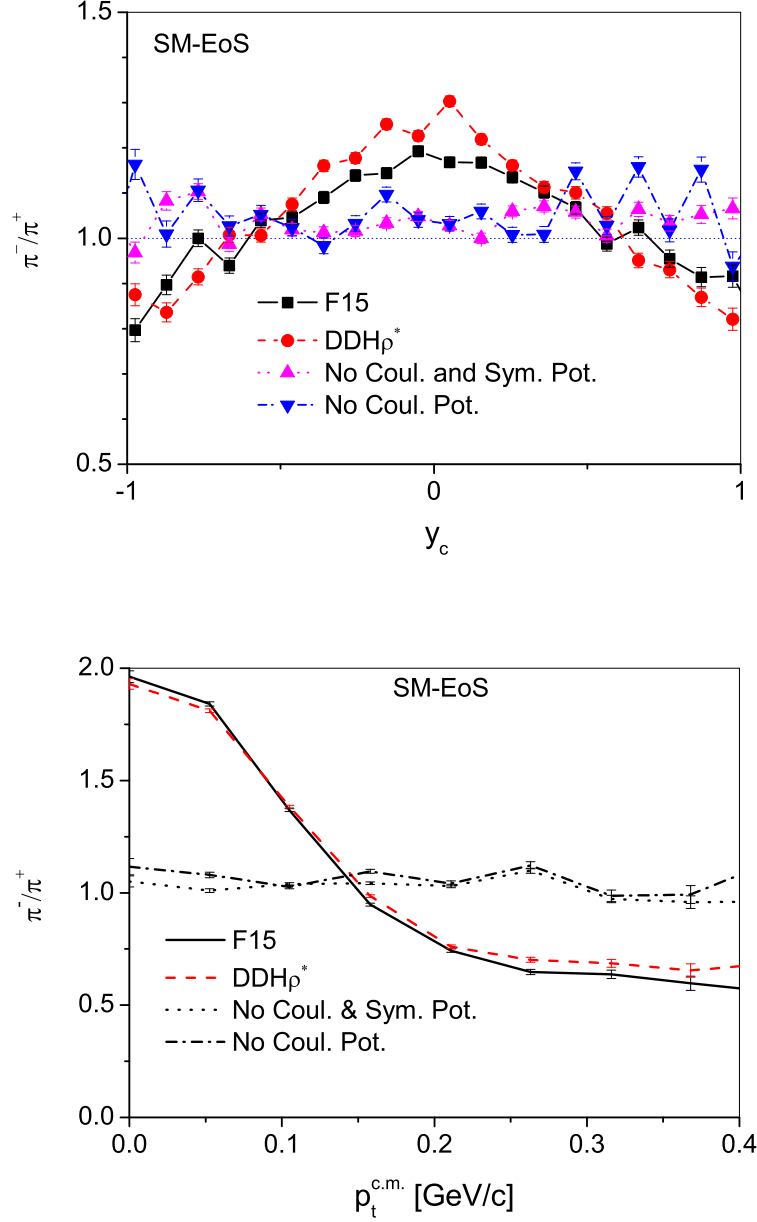 1.5
SM-EoS
π⁻/π⁺
1.0
F15
DDHρ*
No Coul. and Sym. Pot.
No Coul. Pot.
0.5
-1 0 1
y_c
2.0
SM-EoS
1.5
π⁻/π⁺
1.0
F15
DDHρ*
No Coul. & Sym. Pot.
No Coul. Pot.
0.5
0.0
0.0 0.1 0.2 0.3 0.4
p_t^c.m. [GeV/c]